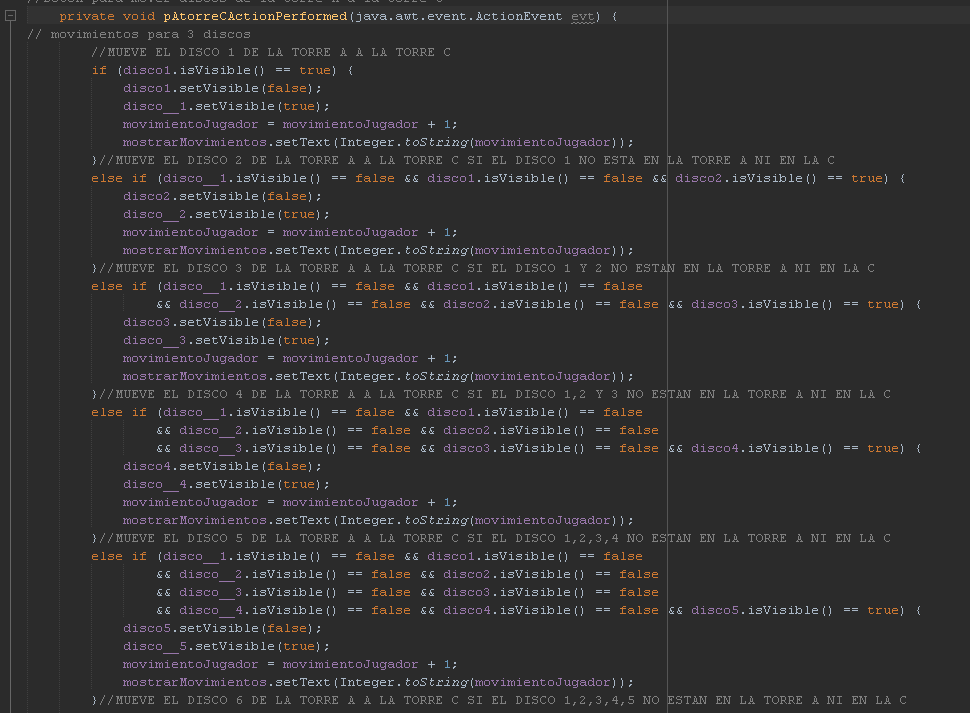 //Boton para mover discos de la torre A a la torre C
private void pAtorreCActionPerformed(java.awt.event.ActionEvent evt) {
// movimientos para 3 discos
//MUEVE EL DISCO 1 DE LA TORRE A A LA TORRE C
if (disco1.isVisible() == true) {
disco1.setVisible(false);
disco__1.setVisible(true);
movimientoJugador = movimientoJugador + 1;
mostrarMovimientos.setText(Integer.toString(movimientoJugador));
}//MUEVE EL DISCO 2 DE LA TORRE A A LA TORRE C SI EL DISCO 1 NO ESTA EN LA TORRE A NI EN LA C
else if (disco__1.isVisible() == false && disco1.isVisible() == false && disco2.isVisible() == true) {
disco2.setVisible(false);
disco__2.setVisible(true);
movimientoJugador = movimientoJugador + 1;
mostrarMovimientos.setText(Integer.toString(movimientoJugador));
}//MUEVE EL DISCO 3 DE LA TORRE A A LA TORRE C SI EL DISCO 1 Y 2 NO ESTAN EN LA TORRE A NI EN LA C
else if (disco__1.isVisible() == false && disco1.isVisible() == false
&& disco__2.isVisible() == false && disco2.isVisible() == false && disco3.isVisible() == true) {
disco3.setVisible(false);
disco__3.setVisible(true);
movimientoJugador = movimientoJugador + 1;
mostrarMovimientos.setText(Integer.toString(movimientoJugador));
}//MUEVE EL DISCO 4 DE LA TORRE A A LA TORRE C SI EL DISCO 1,2 Y 3 NO ESTAN EN LA TORRE A NI EN LA C
else if (disco__1.isVisible() == false && disco1.isVisible() == false
&& disco__2.isVisible() == false && disco2.isVisible() == false
&& disco__3.isVisible() == false && disco3.isVisible() == false && disco4.isVisible() == true) {
disco4.setVisible(false);
disco__4.setVisible(true);
movimientoJugador = movimientoJugador + 1;
mostrarMovimientos.setText(Integer.toString(movimientoJugador));
}//MUEVE EL DISCO 5 DE LA TORRE A A LA TORRE C SI EL DISCO 1,2,3,4 NO ESTAN EN LA TORRE A NI EN LA C
else if (disco__1.isVisible() == false && disco1.isVisible() == false
&& disco__2.isVisible() == false && disco2.isVisible() == false
&& disco__3.isVisible() == false && disco3.isVisible() == false
&& disco__4.isVisible() == false && disco4.isVisible() == false && disco5.isVisible() == true) {
disco5.setVisible(false);
disco__5.setVisible(true);
movimientoJugador = movimientoJugador + 1;
mostrarMovimientos.setText(Integer.toString(movimientoJugador));
}//MUEVE EL DISCO 6 DE LA TORRE A A LA TORRE C SI EL DISCO 1,2,3,4,5 NO ESTAN EN LA TORRE A NI EN LA C